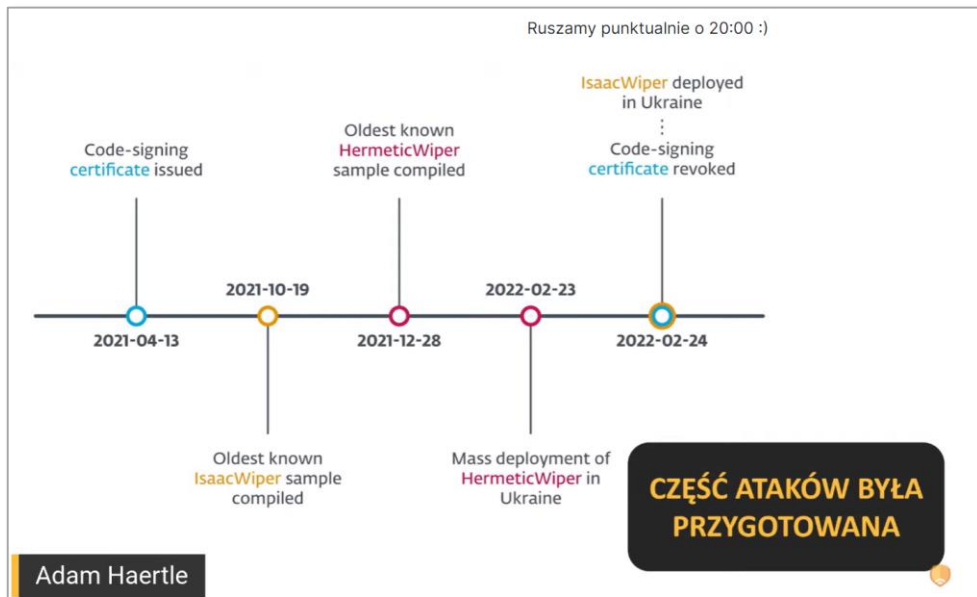 Ruszamy punktualnie o 20:00 :)
IsaacWiper deployed
in Ukraine
Code-signing
certificate revoked
Oldest known
HermeticWiper
sample compiled
Code-signing
certificate issued
2021-10-19
2022-02-23
2021-04-13
2021-12-28
2022-02-24
Oldest known
IsaacWiper sample
compiled
Mass deployment of
HermeticWiper in
Ukraine
CZĘŚĆ ATAKÓW BYŁA
PRZYGOTOWANA
Adam Haertle